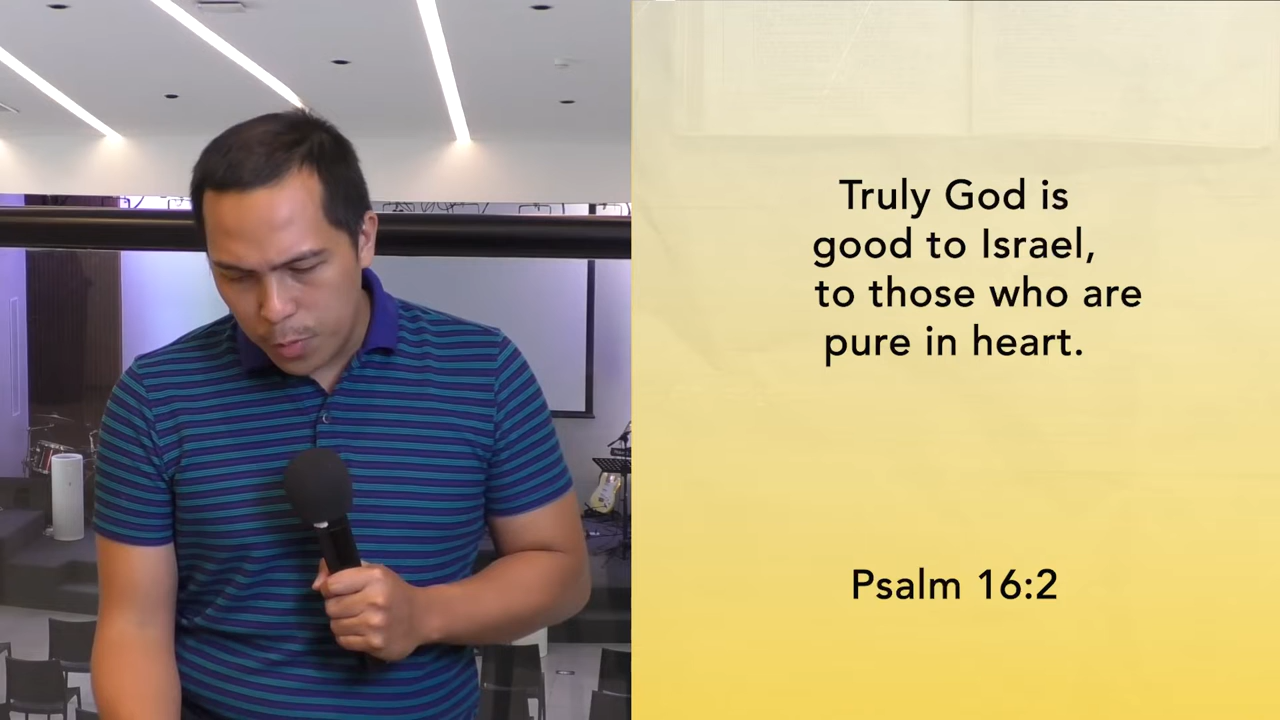 Truly God is
good to Israel,
to those who are
pure in heart.
Psalm 16:2